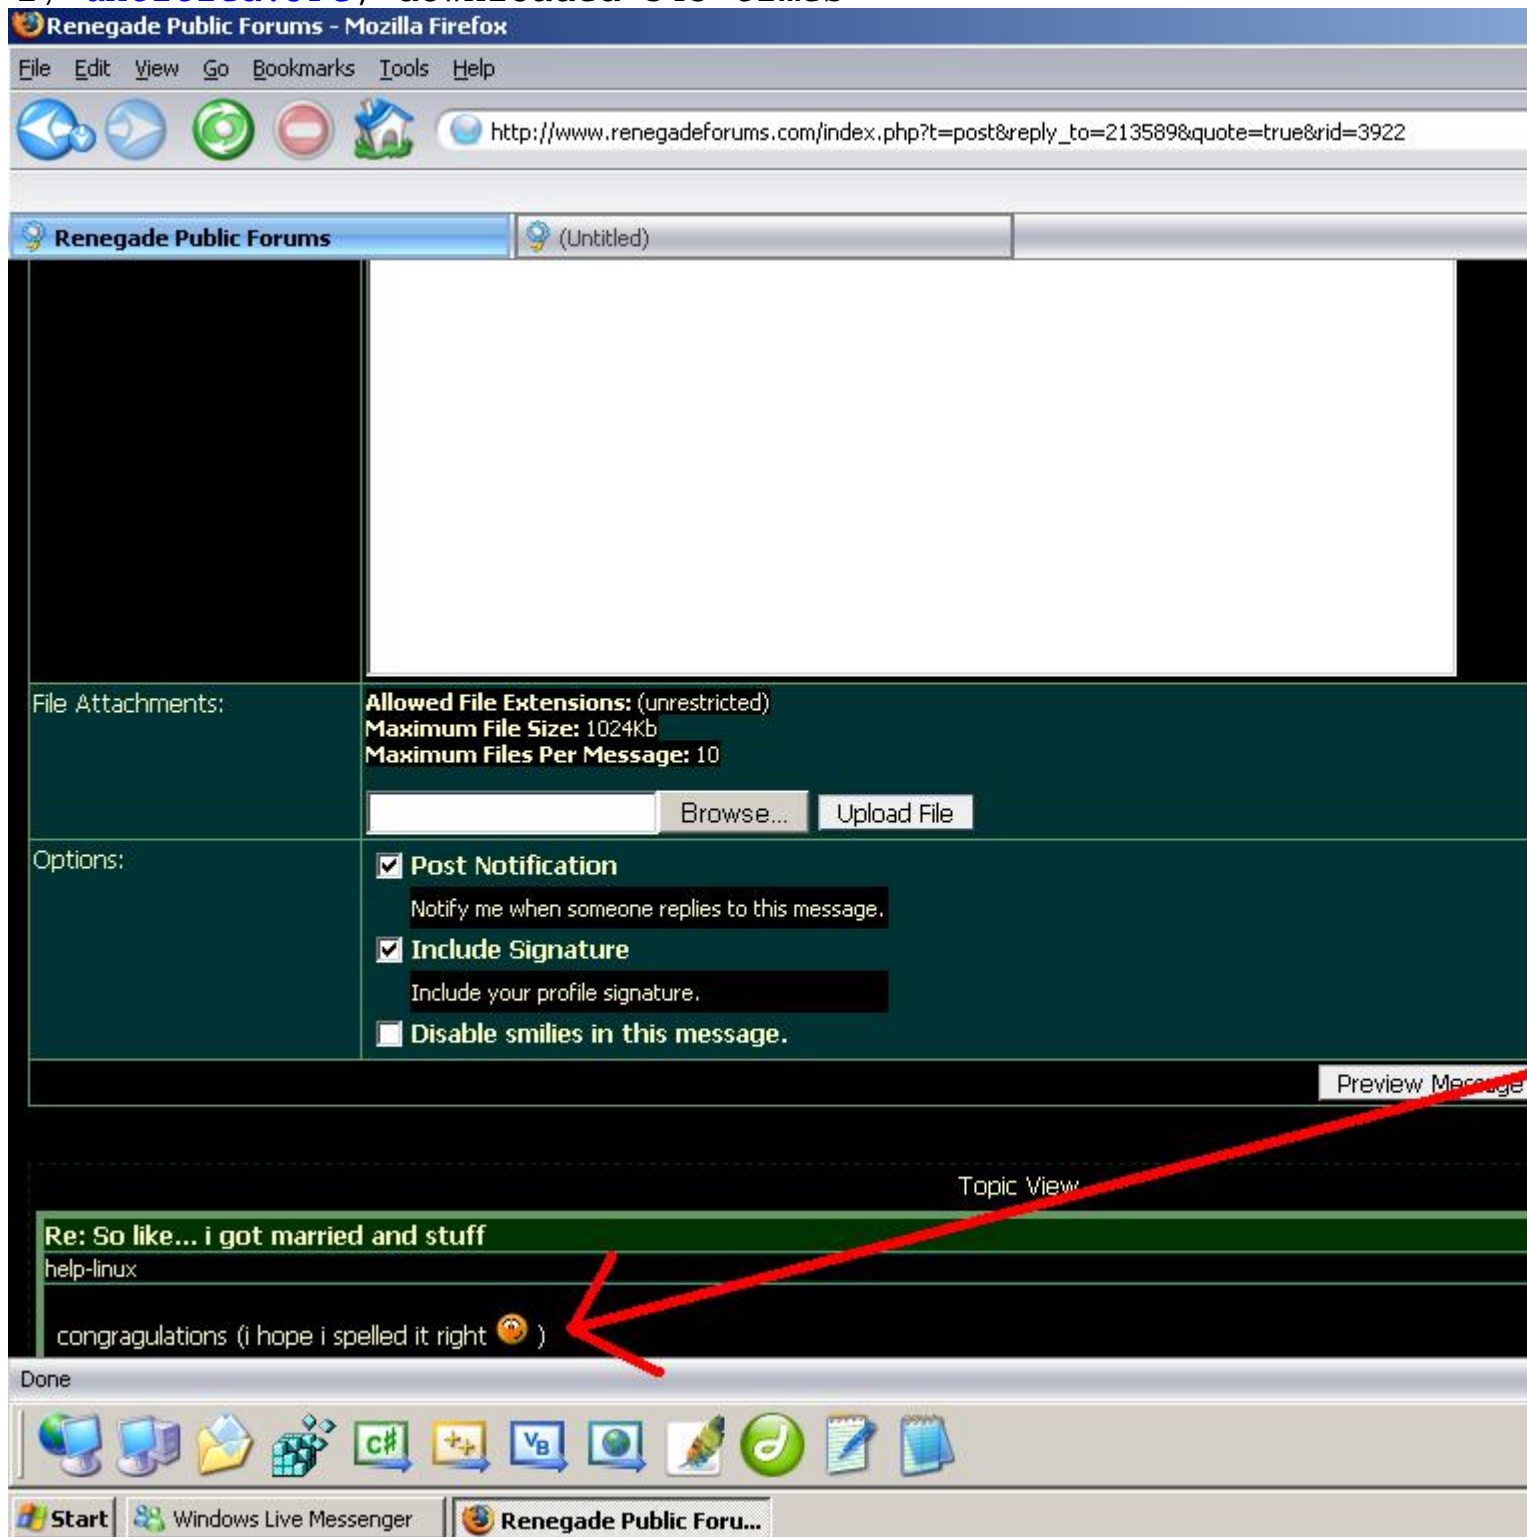 Renegade Public Forums - Mozilla Firefox
File Edit View Go Bookmarks Tools Help
http://www.renegadeforums.com/index.php?t=post&reply_to=213589&quote=true&rid=3922
Renegade Public Forums (Untitled)
File Attachments:
Allowed File Extensions: (unrestricted)
Maximum File Size: 1024Kb
Maximum Files Per Message: 10
Browse... Upload File
Options:
Post Notification
Notify me when someone replies to this message.
Include Signature
Include your profile signature.
Disable smilies in this message.
Preview Message
Topic View
Re: So like... i got married and stuff
help-linux
congragulations (i hope i spelled it right )
Done
C# ++ VB
Start Windows Live Messenger Renegade Public Foru...